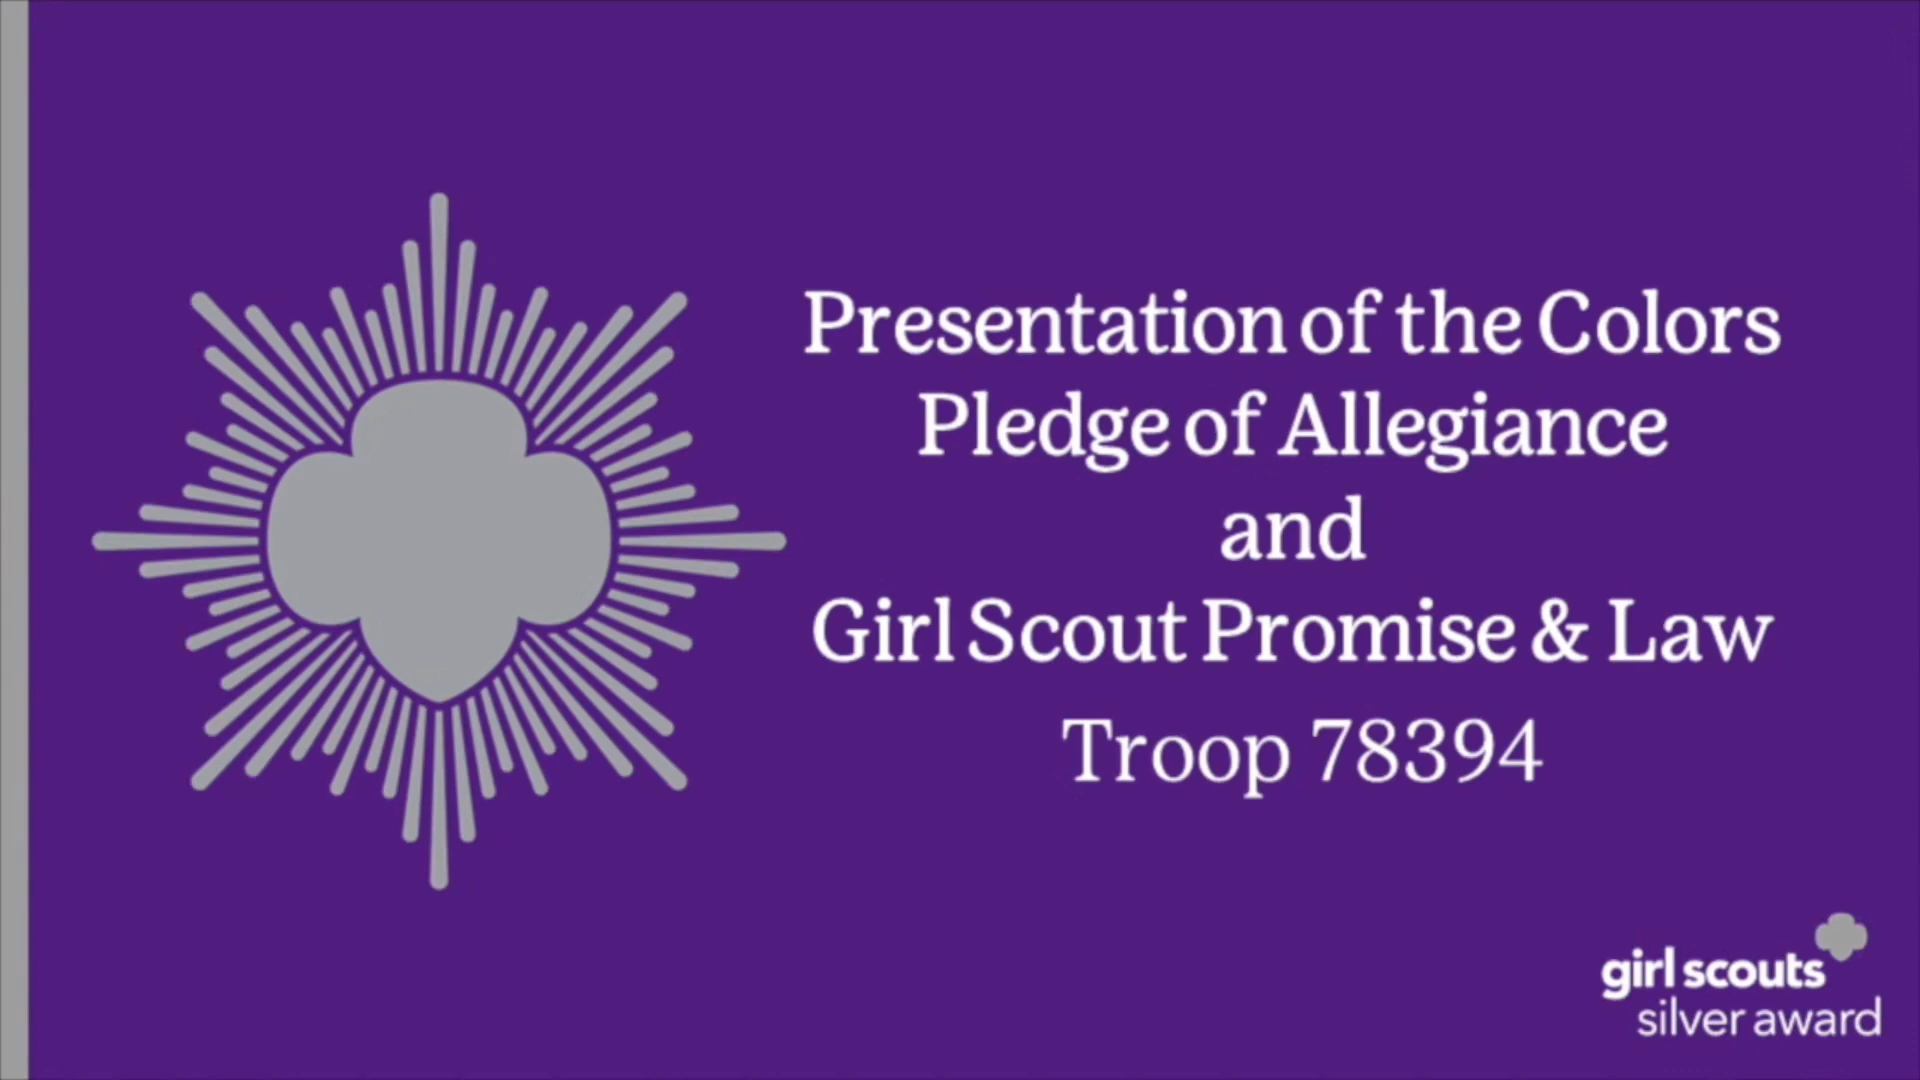 Presentation of the Colors
Pledge of Allegiance
and
Girl Scout Promise & Law
Troop 78394
girl scouts
silver award